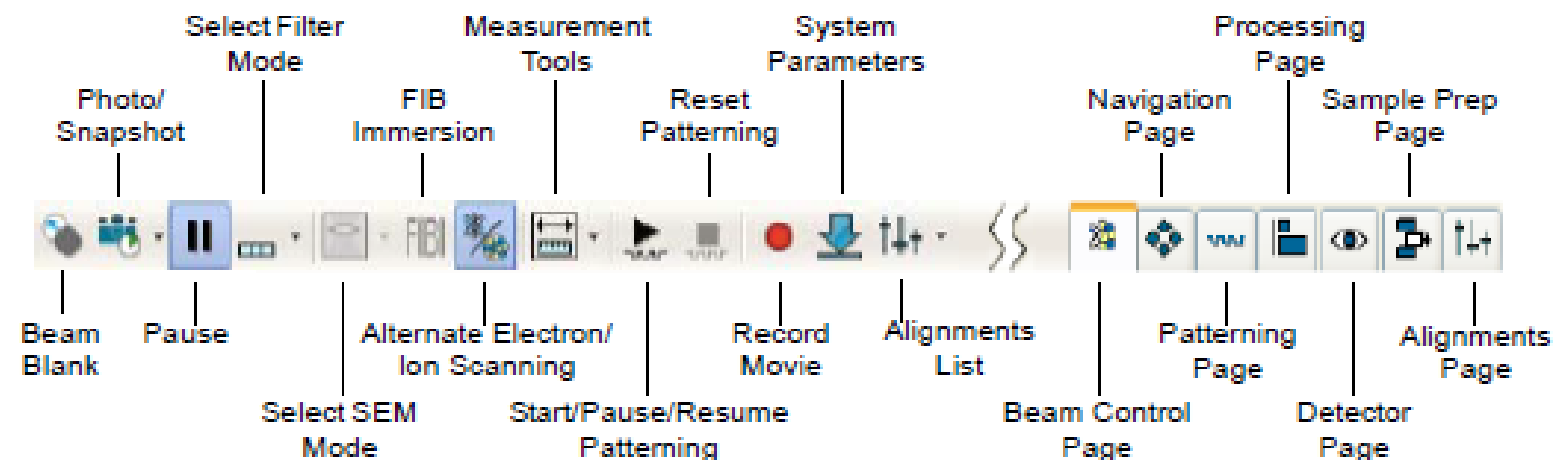 Select Filter
Mode
Measurement
Tools
System
Parameters
Processing
Page
Photo/
Snapshot
FIB
Immersion
Reset
Patterning
Navigation
Page
Sample Prep
Page
FIBI
Beam
Blank
Pause
Alternate Electron/
Ion Scanning
Record
Movie
Alignments
List
Patterning
Page
Alignments
Page
Select SEM
Mode
Start/Pause/Resume
Patterning
Beam Control
Page
Detector
Page